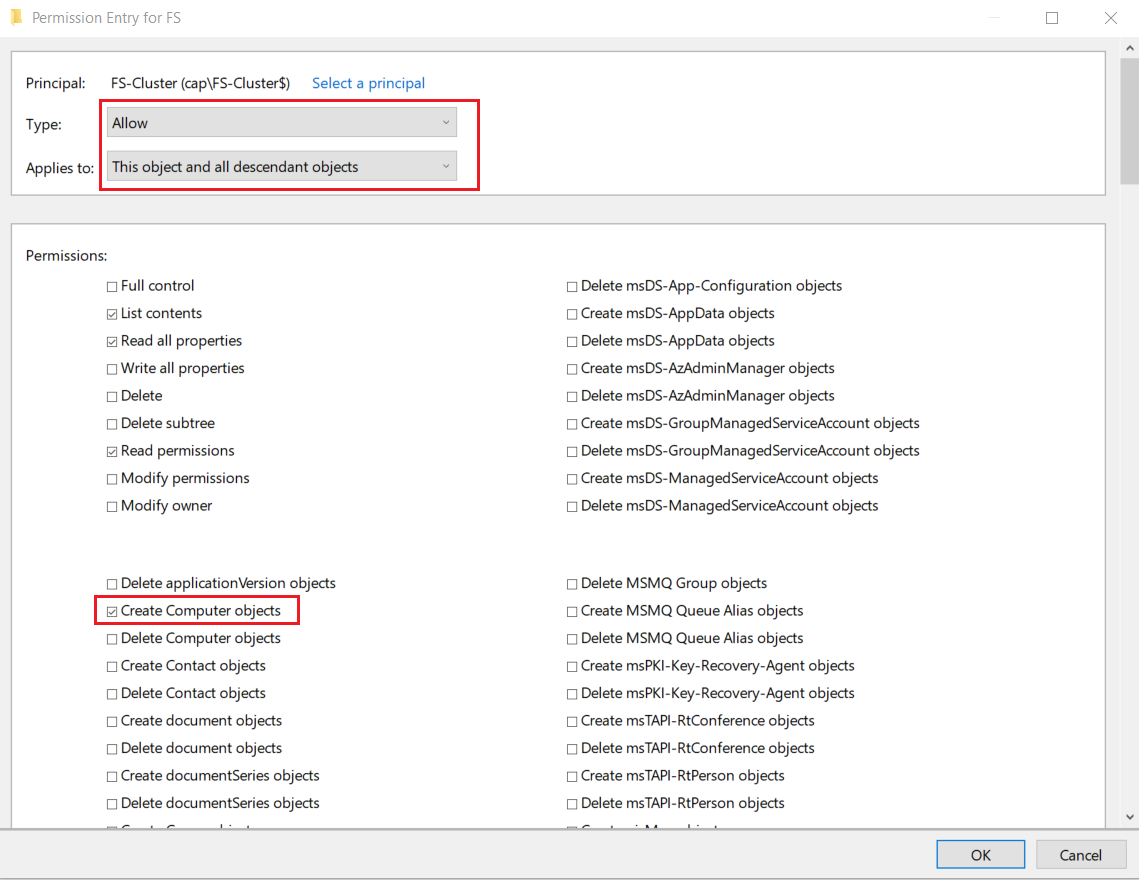 Permission Entry for FS
Principal: FS-Cluster (cap\FS-Cluster$) Select a principal
Type: Allow
Applies to: This object and all descendant objects
Permissions:
Full control
List contents
Read all properties
Write all properties
Delete
Delete subtree
Read permissions
Modify permissions
Modify owner
Delete msDS-App-Configuration objects
Create msDS-AppData objects
Delete msDS-AppData objects
Create msDS-AzAdminManager objects
Delete msDS-AzAdminManager objects
Create msDS-GroupManagedServiceAccount objects
Delete msDS-GroupManagedServiceAccount objects
Create msDS-ManagedServiceAccount objects
Delete msDS-ManagedServiceAccount objects
Delete applicationVersion objects
Create Computer objects
Delete Computer objects
Create Contact objects
Delete Contact objects
Create document objects
Delete document objects
Create documentSeries objects
Delete documentSeries objects
Delete MSMQ Group objects
Create MSMQ Queue Alias objects
Delete MSMQ Queue Alias objects
Create msPKI-Key-Recovery-Agent objects
Delete msPKI-Key-Recovery-Agent objects
Create msTAPI-RtConference objects
Delete msTAPI-RtConference objects
Create msTAPI-RtPerson objects
Delete msTAPI-RtPerson objects
OK Cancel